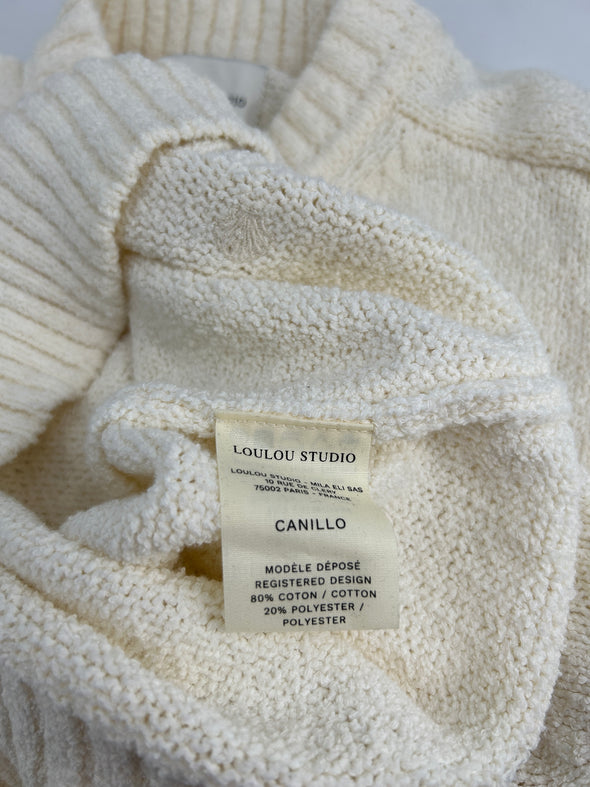 LOULOU STUDIO
LOULOU STUDIO - MILA ELI SAS
10 RUE DE CLERY
75002 PARIS - FRANCE
CANILLO
MODÈLE DÉPOSÉ
REGISTERED DESIGN
80% COTON / COTTON
20% POLYESTER /
POLYESTER